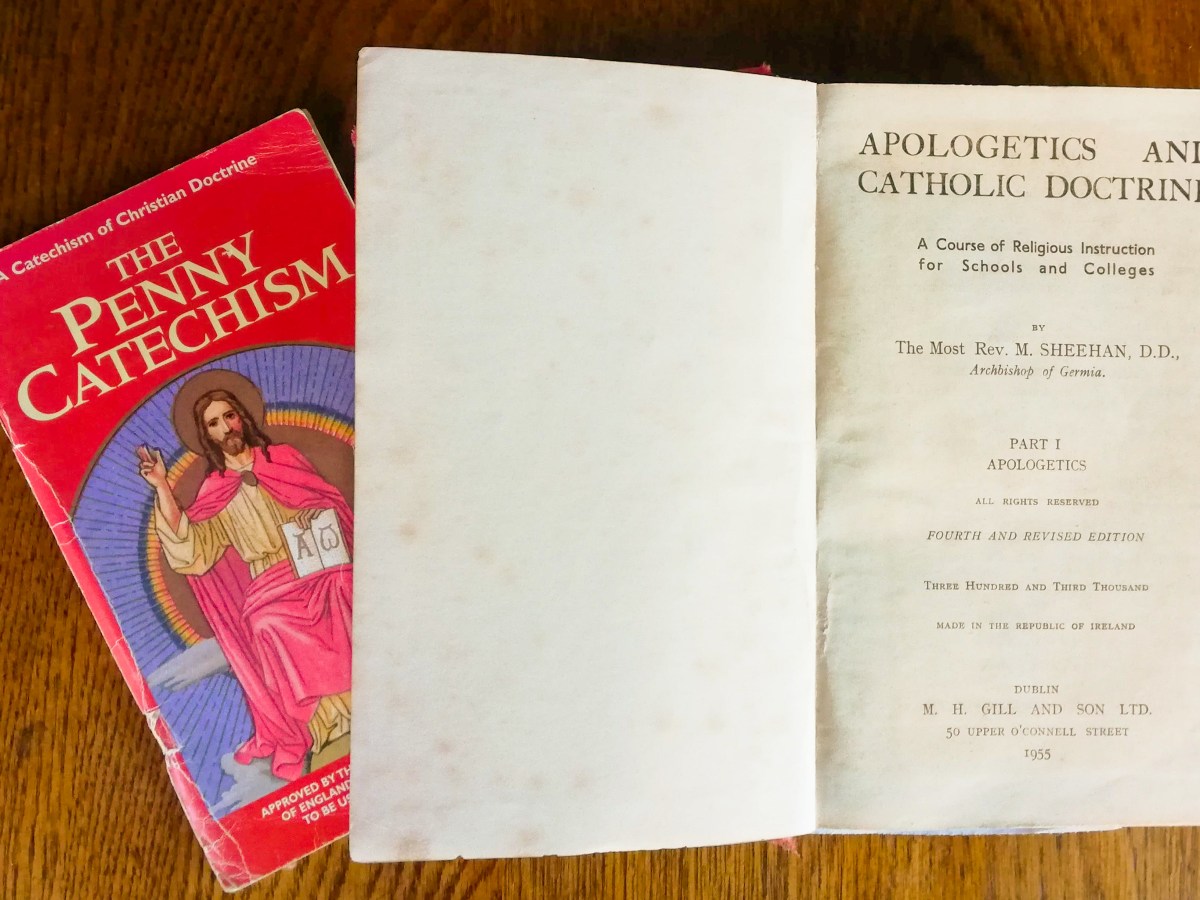 A Catechism of Christian Doctrine
THE
PENNY
CATECHISM
A ω
APPROVED BY TH
OF ENGLAND
TO BE US
APOLOGETICS AND
CATHOLIC DOCTRINE
A Course of Religious Instruction
for Schools and Colleges
BY
The Most Rev. M. SHEEHAN, D.D.,
Archbishop of Germia.
PART I
APOLOGETICS
ALL RIGHTS RESERVED
FOURTH AND REVISED EDITION
THREE HUNDRED AND THIRD THOUSAND
MADE IN THE REPUBLIC OF IRELAND
DUBLIN
M. H. GILL AND SON LTD.
50 UPPER O'CONNELL STREET
1955